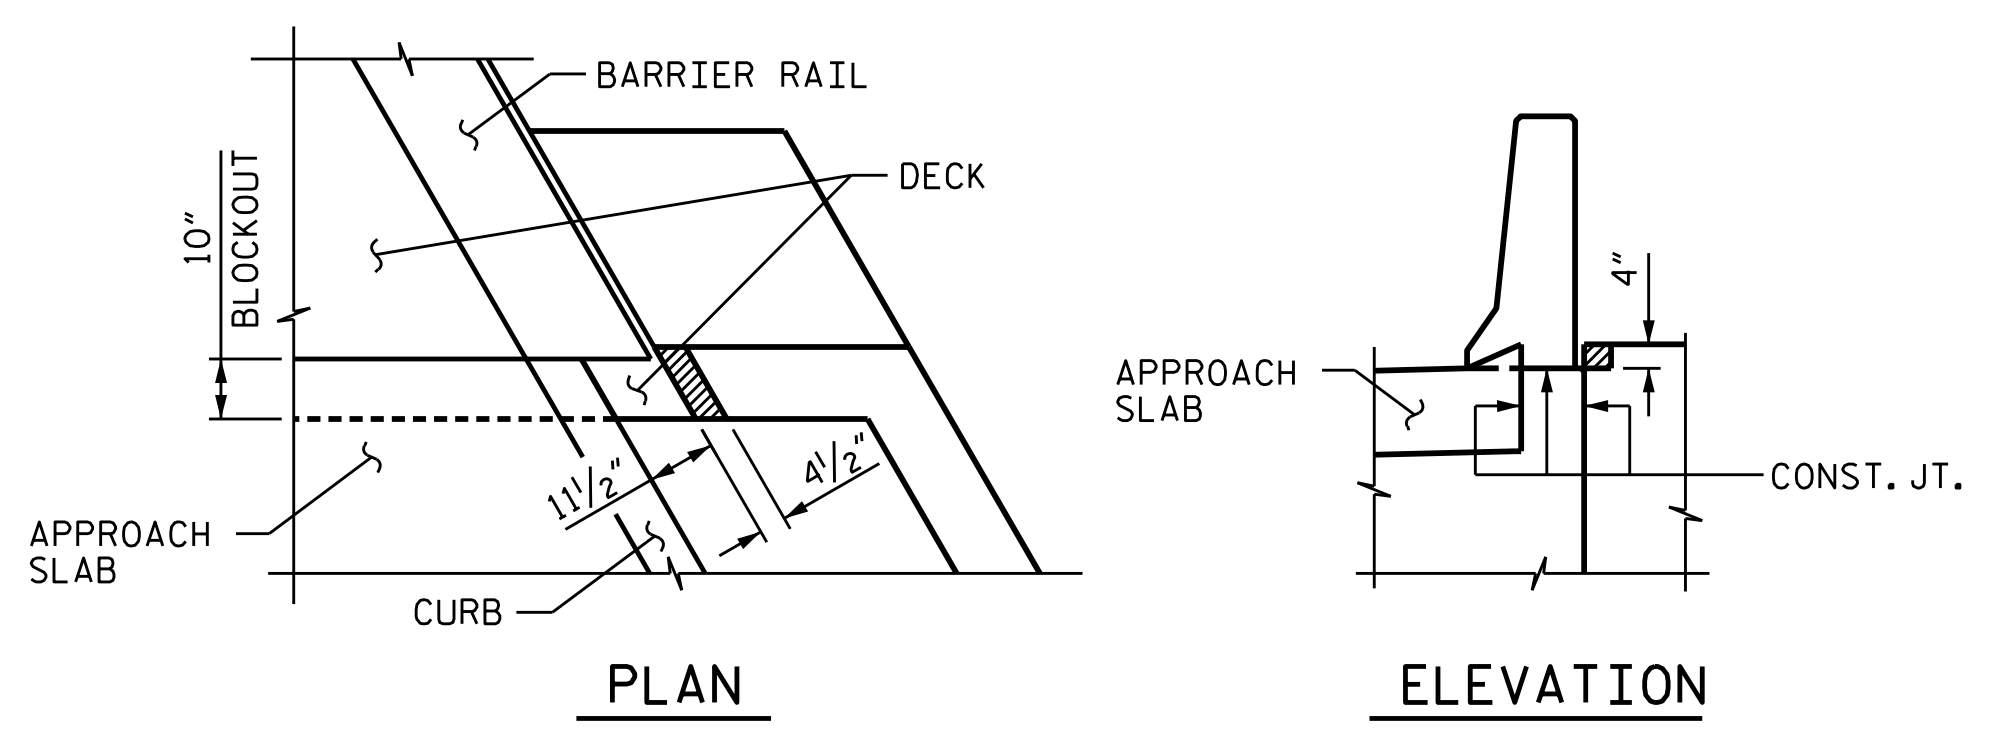 BARRIER RAIL
DECK
10"
BLOCKOUT
APPROACH
SLAB
11 1/2"
4 1/2"
CURB
PLAN
4"
APPROACH
SLAB
CONST. JT.
ELEVATION